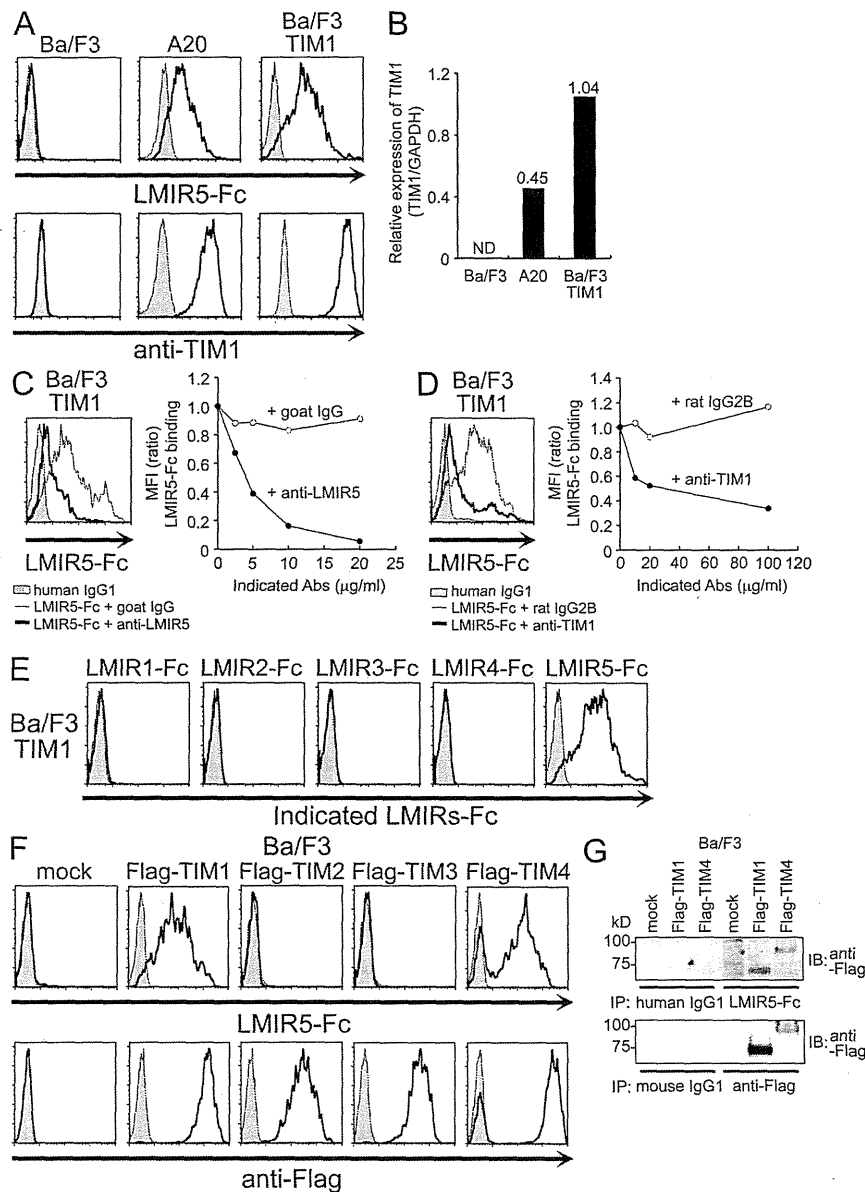 A
Ba/F3
A20
Ba/F3
TIM1
LMIR5-Fc
anti-TIM1
B
Relative expression of TIM1
(TIM1/GAPDH)
1.2
0.8
0.4
0
ND
0.45
1.04
Ba/F3
A20
Ba/F3
TIM1
C
Ba/F3
TIM1
LMIR5-Fc
MFI (ratio)
LMIR5-Fc binding
1.2
1.0
0.8
0.6
0.4
0.2
0
+ goat IgG
+ anti-LMIR5
0 5 10 15 20 25
Indicated Abs (µg/ml)
human IgG1
LMIR5-Fc + goat IgG
LMIR5-Fc + anti-LMIR5
D
Ba/F3
TIM1
LMIR5-Fc
MFI (ratio)
LMIR5-Fc binding
1.4
1.2
1.0
0.8
0.6
0.4
0.2
0
+ rat IgG2B
+ anti-TIM1
0 20 40 60 80 100 120
Indicated Abs (µg/ml)
human IgG1
LMIR5-Fc + rat IgG2B
LMIR5-Fc + anti-TIM1
E
LMIR1-Fc LMIR2-Fc LMIR3-Fc LMIR4-Fc LMIR5-Fc
Ba/F3
TIM1
Indicated LMIRs-Fc
F
Ba/F3
mock Flag-TIM1 Flag-TIM2 Flag-TIM3 Flag-TIM4
LMIR5-Fc
anti-Flag
G
Ba/F3
mock
Flag-TIM1
Flag-TIM4
mock
Flag-TIM1
Flag-TIM4
kD
100
75
IB: anti
-Flag
IP: human IgG1 LMIR5-Fc
100
75
IB: anti
-Flag
IP: mouse IgG1 anti-Flag